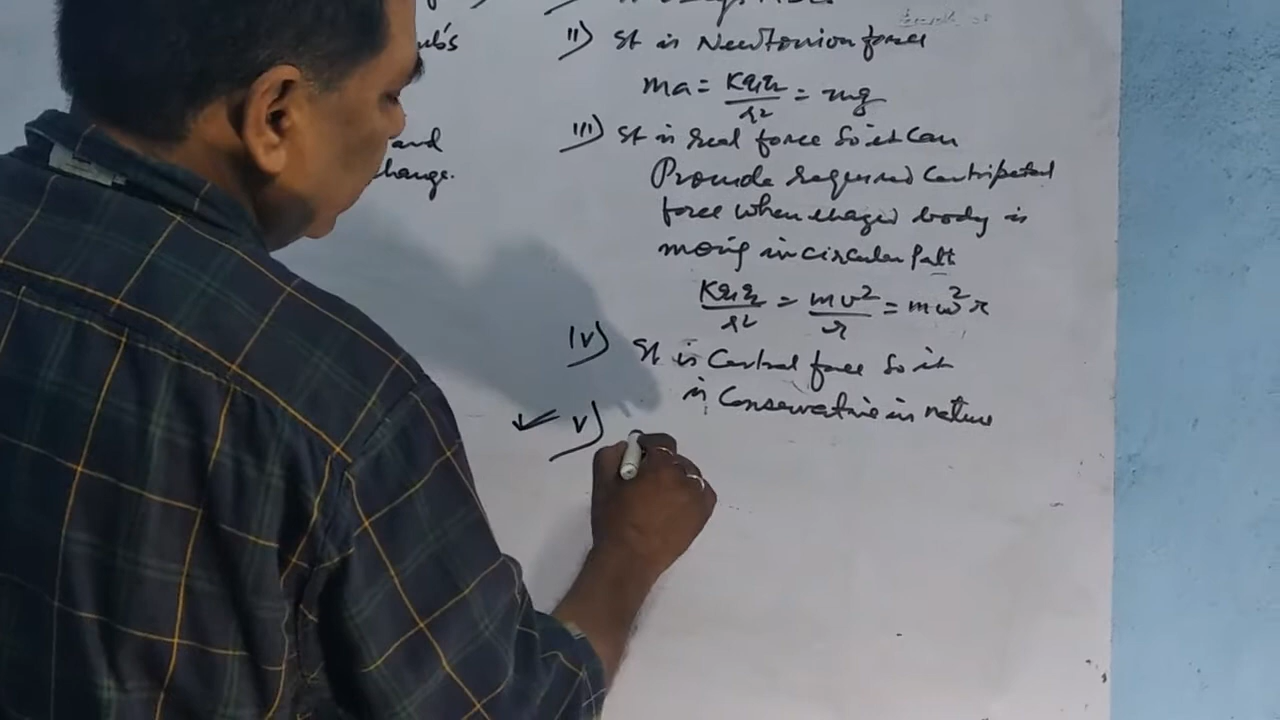 ub's
and
change.
II) It is Newtonion force
ma = Kq₁q₂/r² = mg
III) It is real force So it Can
Provide required Centripetal
force when charged body is
moving in circular Path
Kq₁q₂/r² = mv²/r = mω²r
IV) It is Central force So it
is Conservative in nature
V)